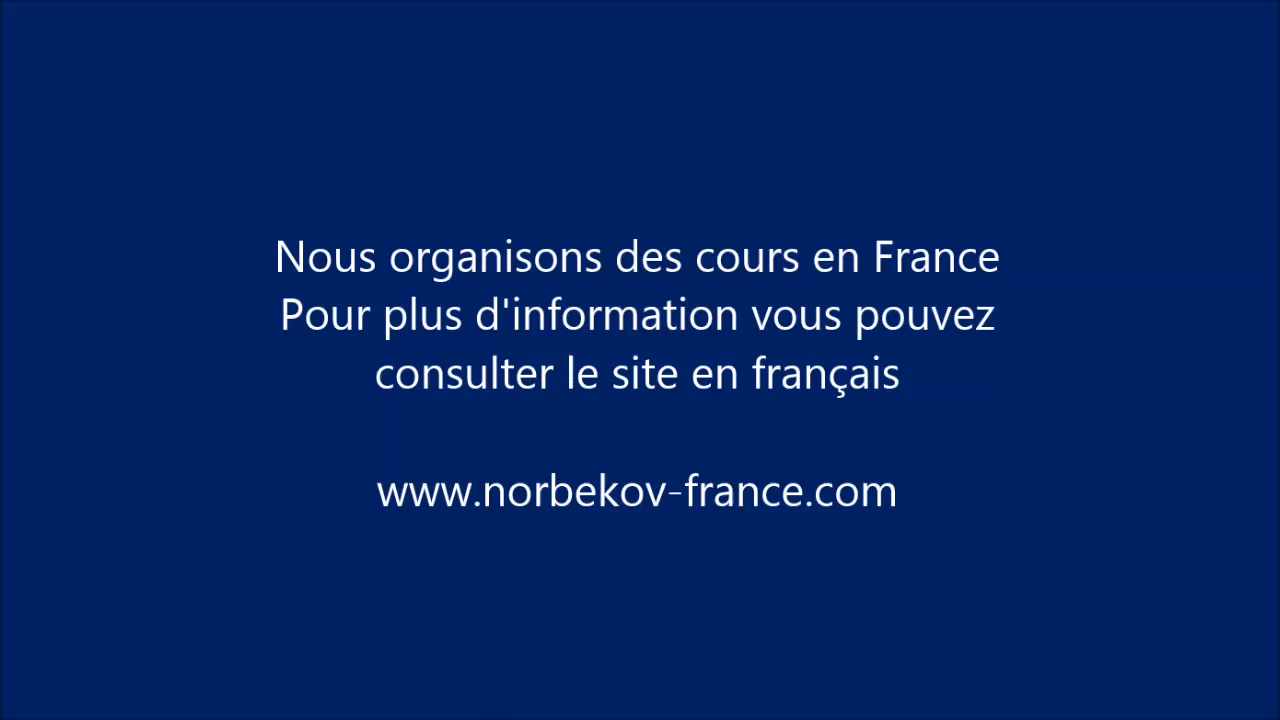 Nous organisons des cours en France
Pour plus d'information vous pouvez
consulter le site en français
www.norbekov-france.com